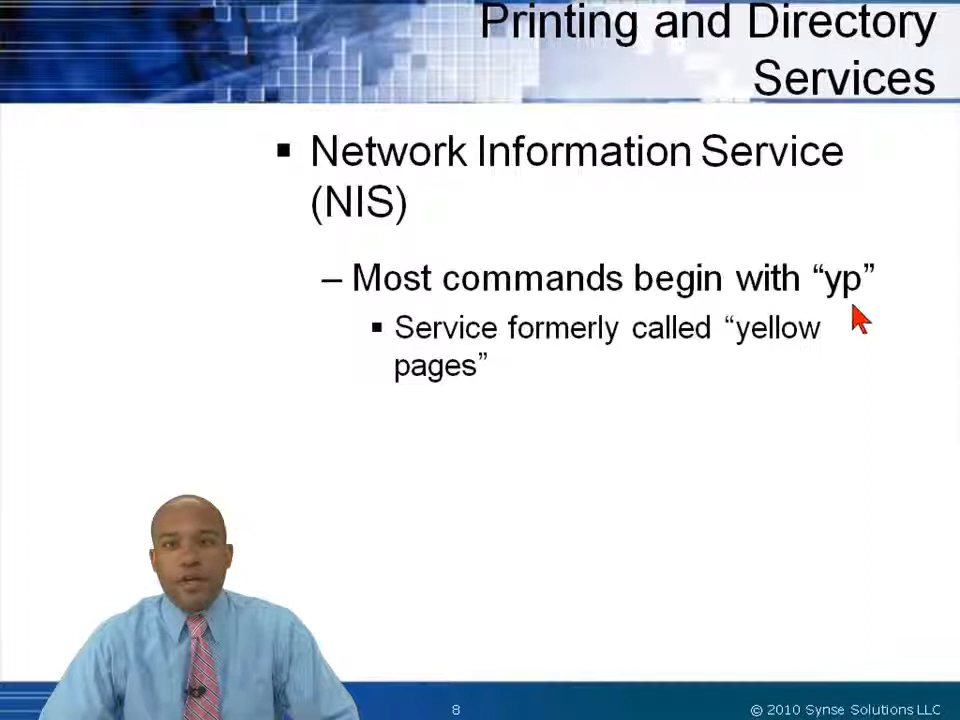 Printing and Directory
Services
▪ Network Information Service
(NIS)
– Most commands begin with “yp”
▪ Service formerly called “yellow
pages”
8
© 2010 Synse Solutions LLC